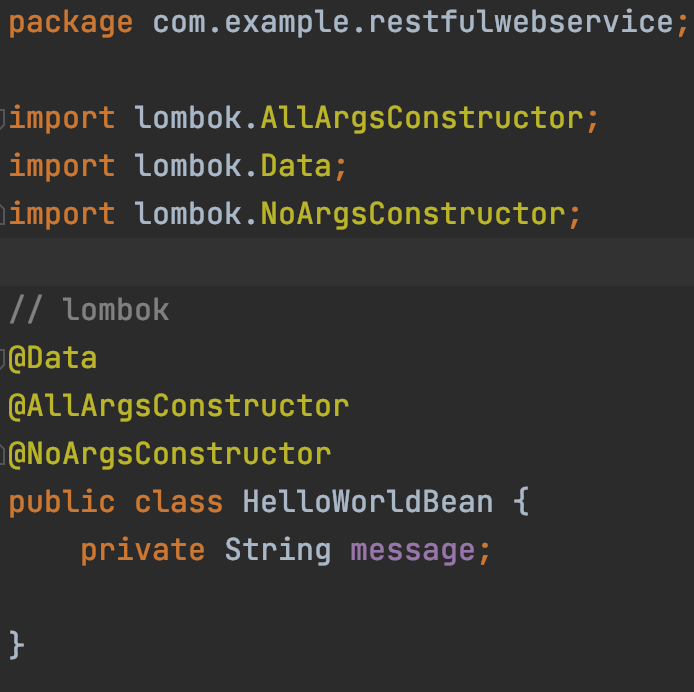 package com.example.restfulwebservice;
import lombok.AllArgsConstructor;
import lombok.Data;
import lombok.NoArgsConstructor;
// lombok
@Data
@AllArgsConstructor
@NoArgsConstructor
public class HelloWorldBean {
    private String message;
}